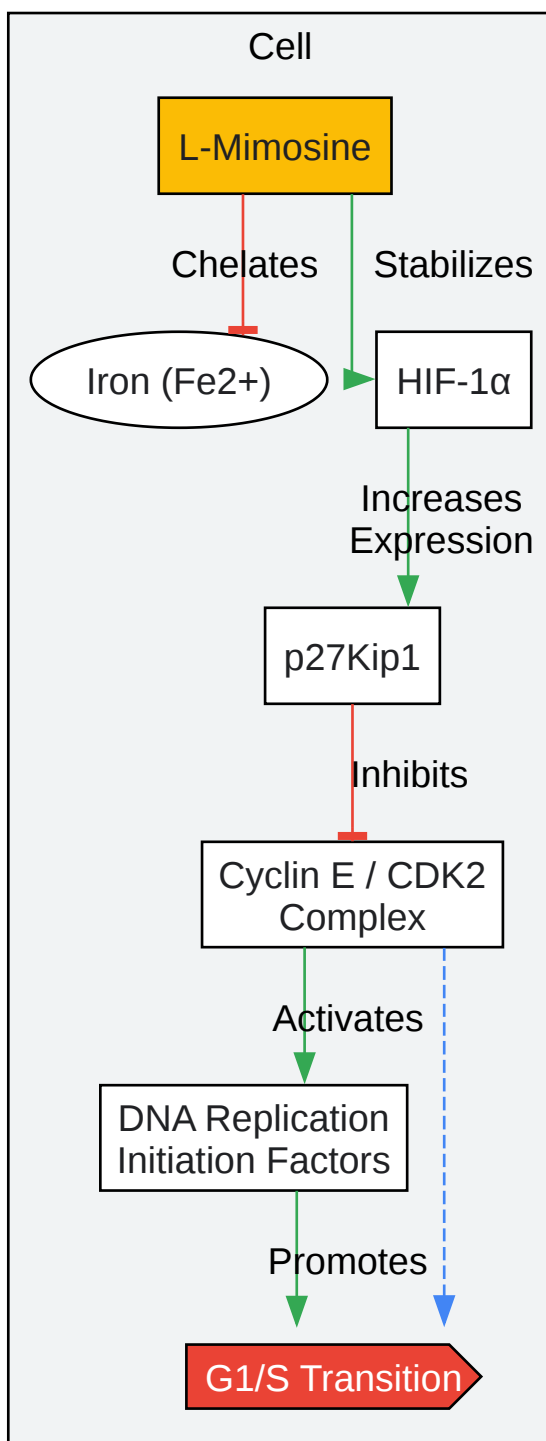 Cell
L-Mimosine
Chelates
Stabilizes
Iron (Fe2+)
HIF-1α
Increases
Expression
p27Kip1
Inhibits
Cyclin E / CDK2
Complex
Activates
DNA Replication
Initiation Factors
Promotes
G1/S Transition